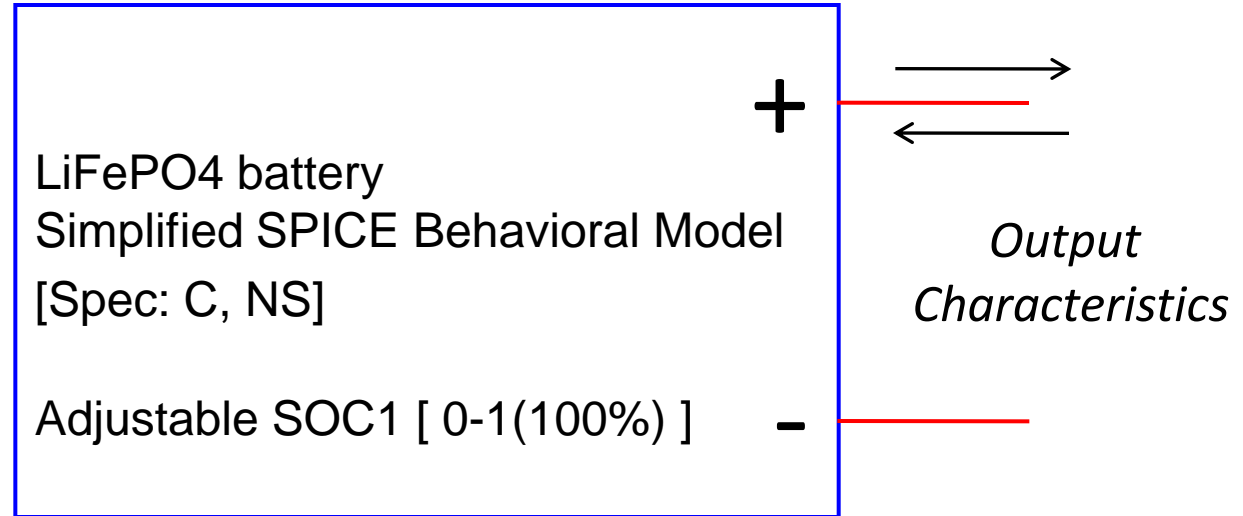 +
LiFePO4 battery
Simplified SPICE Behavioral Model
[Spec: C, NS]
Adjustable SOC1 [ 0-1(100%) ]
-
Output
Characteristics